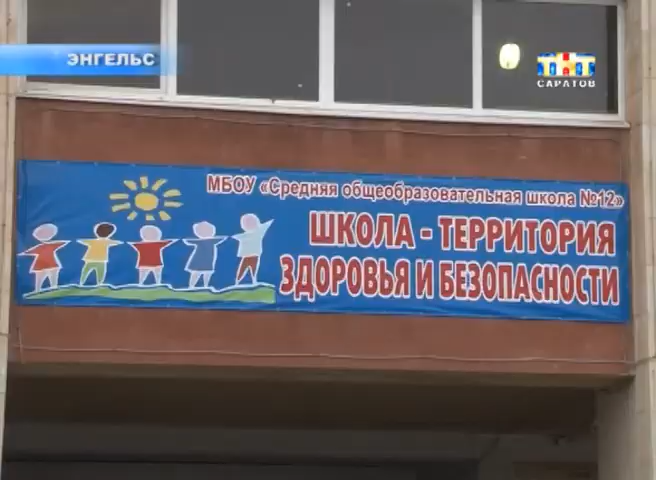 ЭНГЕЛЬС
ТНТ
САРАТОВ
МБОУ «Средняя общеобразовательная школа №12»
ШКОЛА - ТЕРРИТОРИЯ
ЗДОРОВЬЯ И БЕЗОПАСНОСТИ